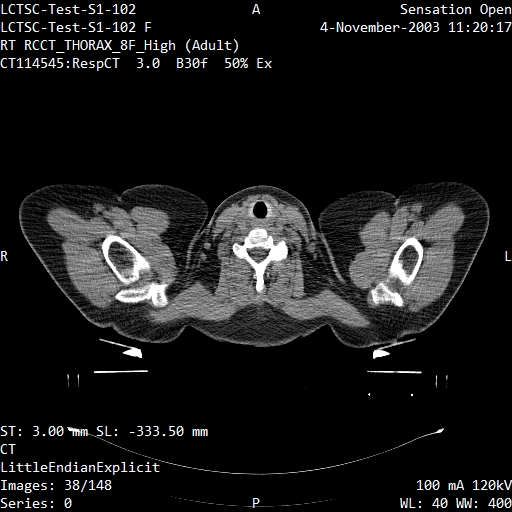 LCTSC-Test-S1-102
A
Sensation Open
LCTSC-Test-S1-102 F
4-November-2003 11:20:17
RT RCCT_THORAX_8F_High (Adult)
CT114545:RespCT  3.0  B30f  50% Ex
R
L
ST: 3.00 mm SL: -333.50 mm
CT
LittleEndianExplicit
Images: 38/148
100 mA 120kV
Series: 0
P
WL: 40 WW: 400